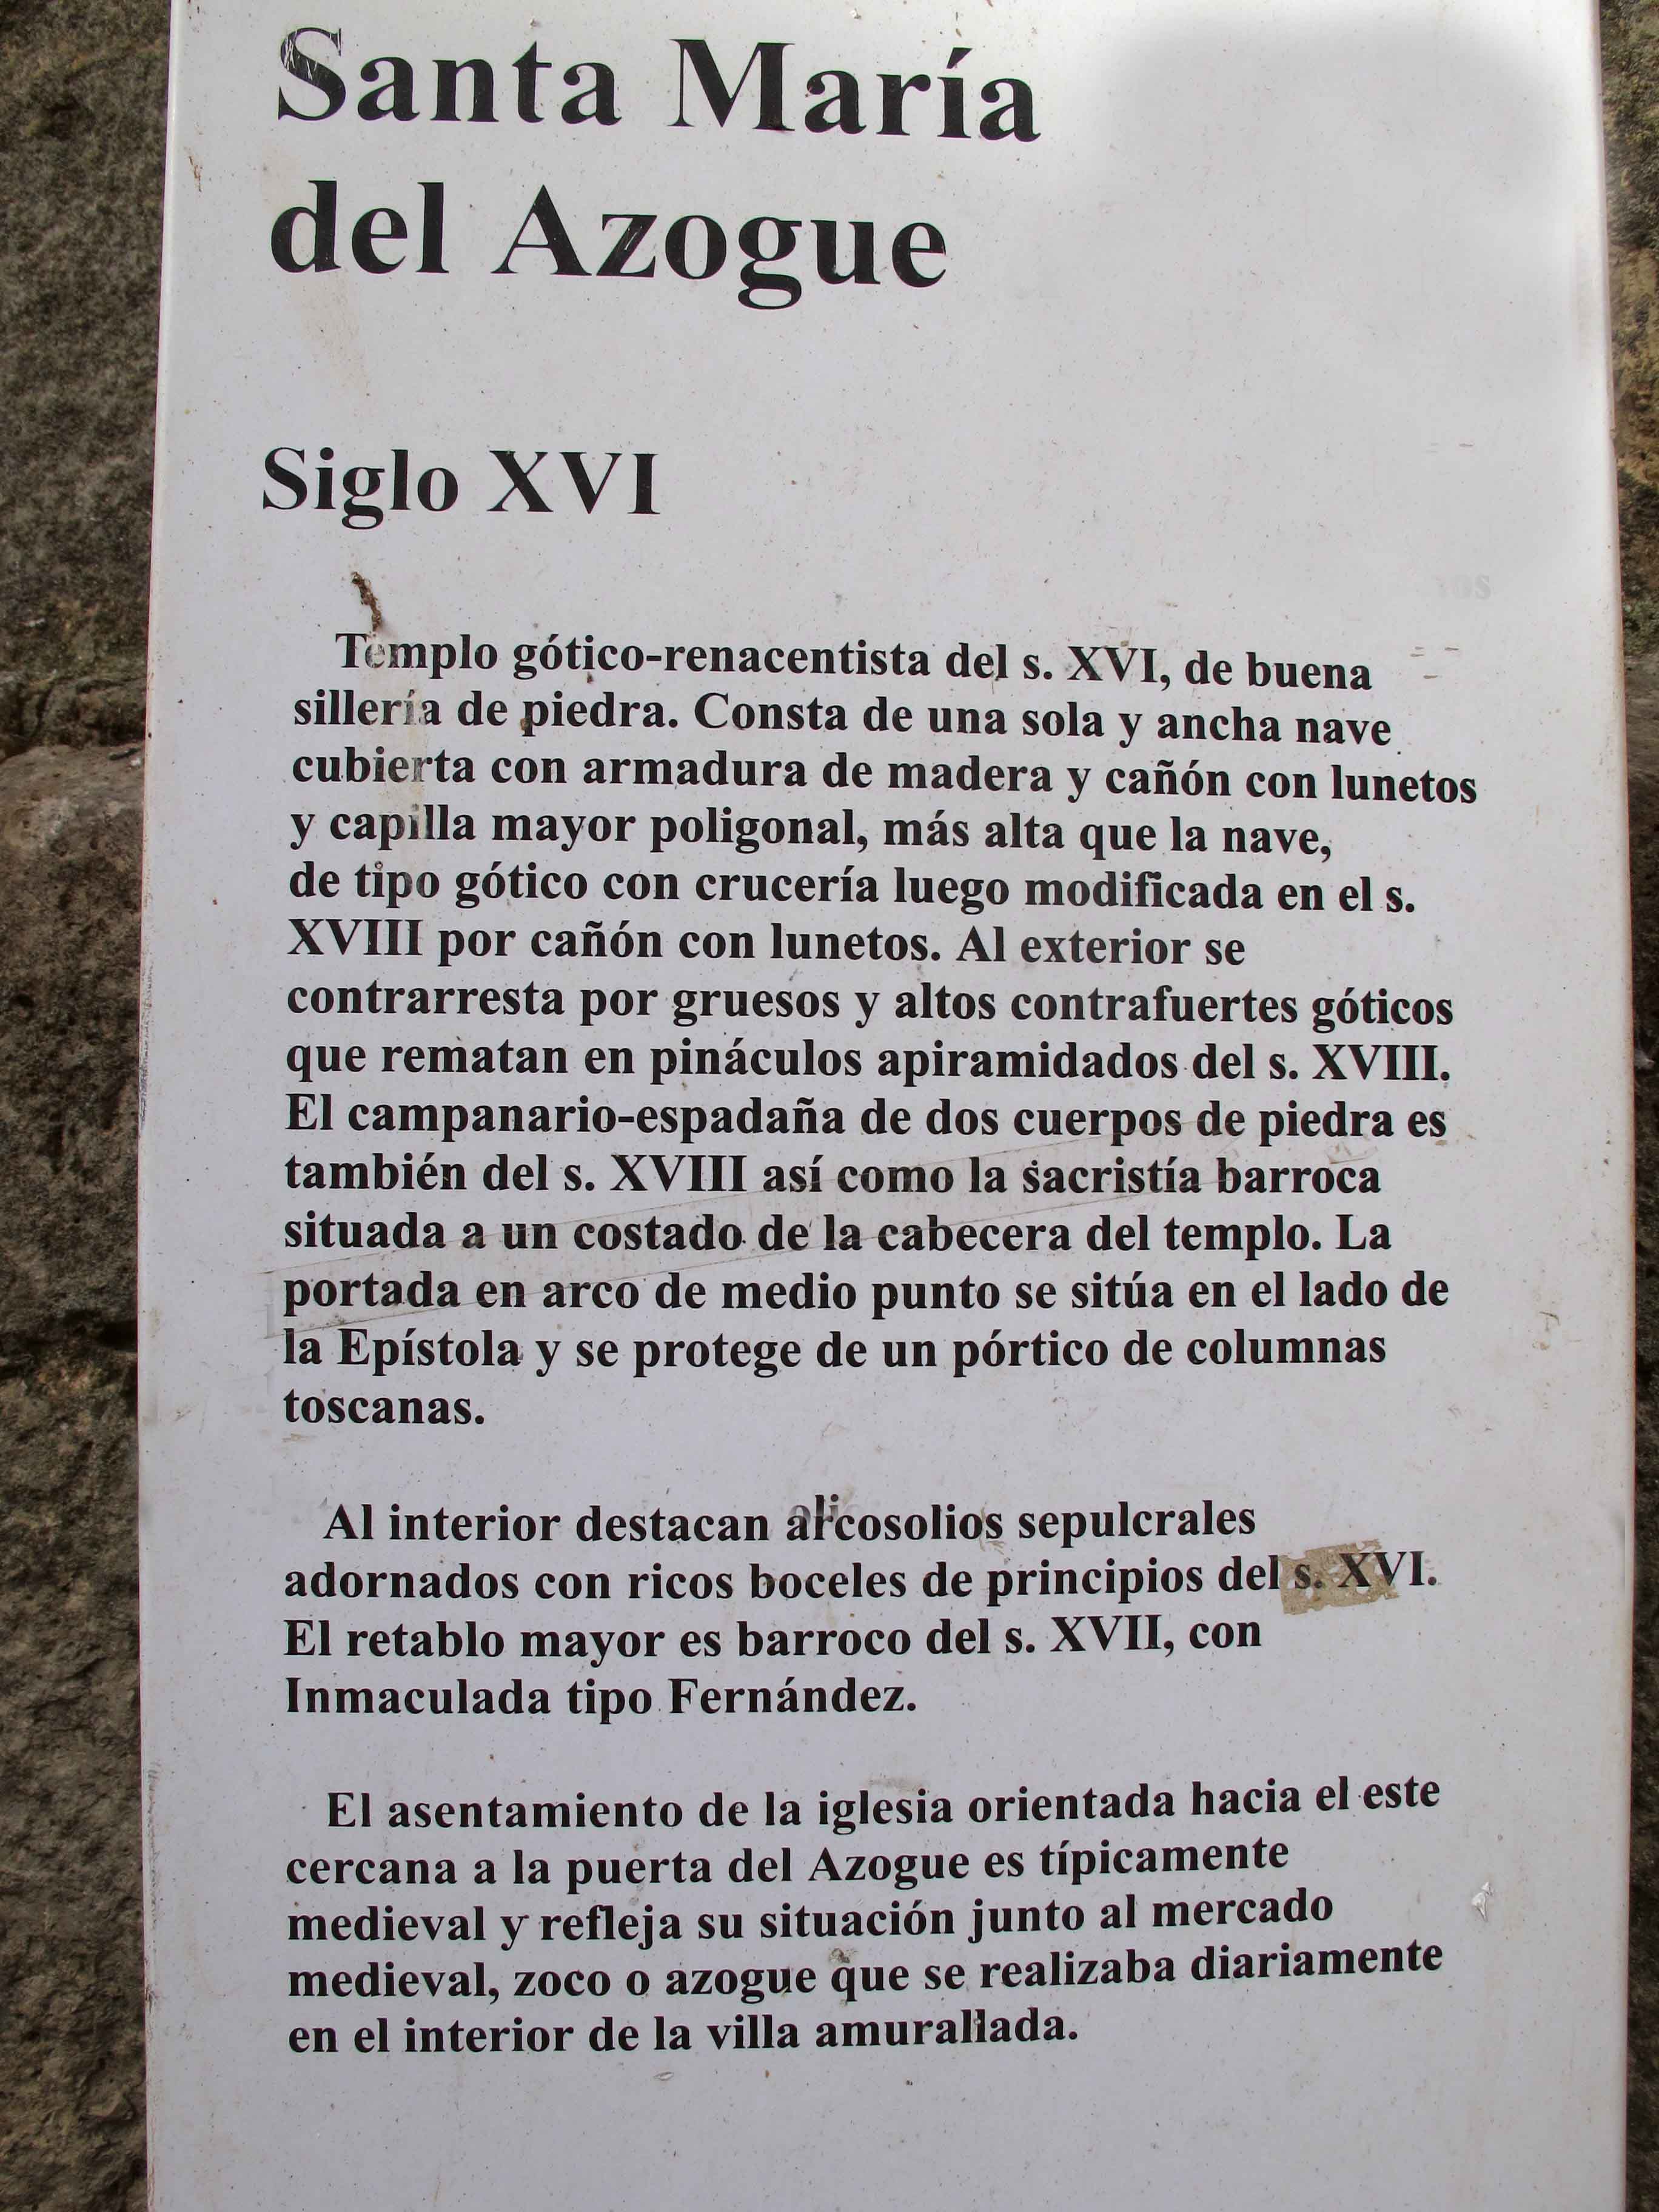 Santa María
del Azogue
Siglo XVI
Templo gótico-renacentista del s. XVI, de buena
sillería de piedra. Consta de una sola y ancha nave
cubierta con armadura de madera y cañón con lunetos
y capilla mayor poligonal, más alta que la nave,
de tipo gótico con crucería luego modificada en el s.
XVIII por cañón con lunetos. Al exterior se
contrarresta por gruesos y altos contrafuertes góticos
que rematan en pináculos apiramidados del s. XVIII.
El campanario-espadaña de dos cuerpos de piedra es
también del s. XVIII así como la sacristía barroca
situada a un costado de la cabecera del templo. La
portada en arco de medio punto se sitúa en el lado de
la Epístola y se protege de un pórtico de columnas
toscanas.
Al interior destacan arcosolios sepulcrales
adornados con ricos boceles de principios del s. XVI.
El retablo mayor es barroco del s. XVII, con
Inmaculada tipo Fernández.
El asentamiento de la iglesia orientada hacia el este
cercana a la puerta del Azogue es típicamente
medieval y refleja su situación junto al mercado
medieval, zoco o azogue que se realizaba diariamente
en el interior de la villa amurallada.